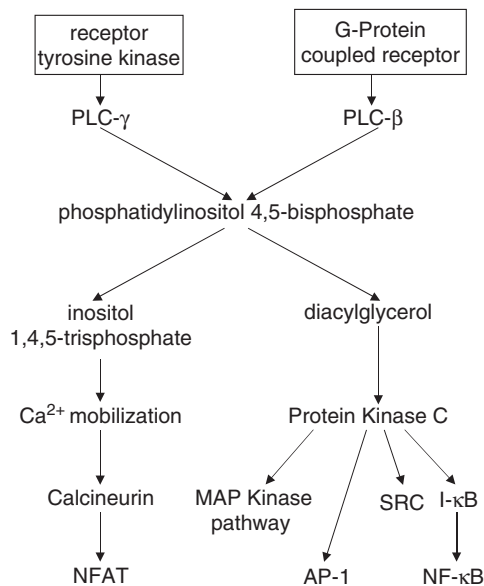 receptor
tyrosine kinase
G-Protein
coupled receptor
PLC-γ
PLC-β
phosphatidylinositol 4,5-bisphosphate
inositol
1,4,5-trisphosphate
diacylglycerol
Ca²⁺ mobilization
Protein Kinase C
Calcineurin
MAP Kinase
pathway
SRC
I-κB
NFAT
AP-1
NF-κB